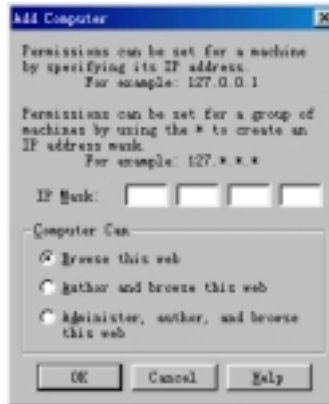 Add Computer
Permissions can be set for a machine
by specifying its IP address.
For example: 127.0.0.1
Permissions can be set for a group of
machines by using the * to create an
IP address mask.
For example: 127.*.*.*
IP Mask:
Computer Can
Browse this web
Author and browse this web
Administer, author, and browse
this web
OK
Cancel
Help